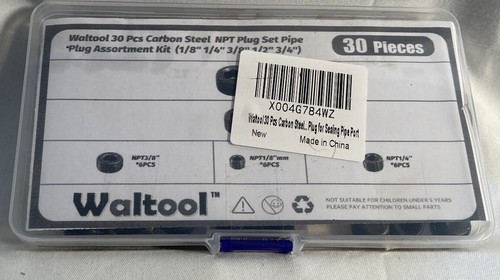 Waltool 30 Pcs Carbon Steel NPT Plug Set Pipe
Plug Assortment Kit (1/8" 1/4" 3/8" 1/2" 3/4")
30 Pieces
X004G784WZ
Waltool 30 Pcs Carbon Steel... Plug for Sealing Pipe Port
New Made in China
NPT3/8"
*6PCS
NPT1/8"mm
*6PCS
NPT1/4"
*6PCS
Waltool™
NOT SUITABLE FOR CHILDREN UNDER 5 YEARS
PLEASE PAY ATTENTION TO SMALL PARTS